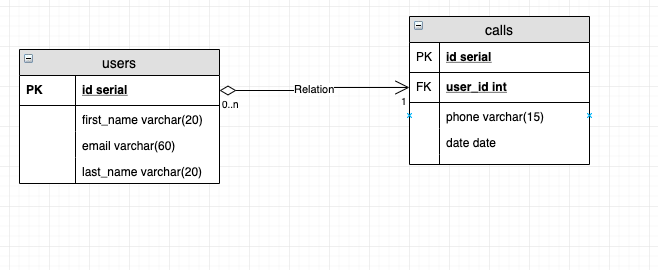 users
PK id serial
first_name varchar(20)
email varchar(60)
last_name varchar(20)
0..n
Relation
1
calls
PK id serial
FK user_id int
phone varchar(15)
date date